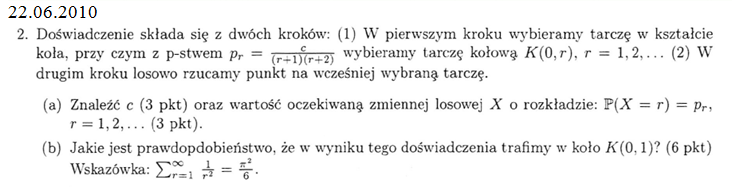 22.06.2010
2. Doświadczenie składa się z dwóch kroków: (1) W pierwszym kroku wybieramy tarczę w kształcie
koła, przy czym z p-stwem p_r = c/((r+1)(r+2)) wybieramy tarczę kołową K(0, r), r = 1, 2, ... (2) W
drugim kroku losowo rzucamy punkt na wcześniej wybraną tarczę.
(a) Znaleźć c (3 pkt) oraz wartość oczekiwaną zmiennej losowej X o rozkładzie: ℙ(X = r) = p_r,
r = 1, 2, ... (3 pkt).
(b) Jakie jest prawdopodobieństwo, że w wyniku tego doświadczenia trafimy w koło K(0, 1)? (6 pkt)
Wskazówka: ∑_{r=1}^{∞} 1/r² = π²/6.